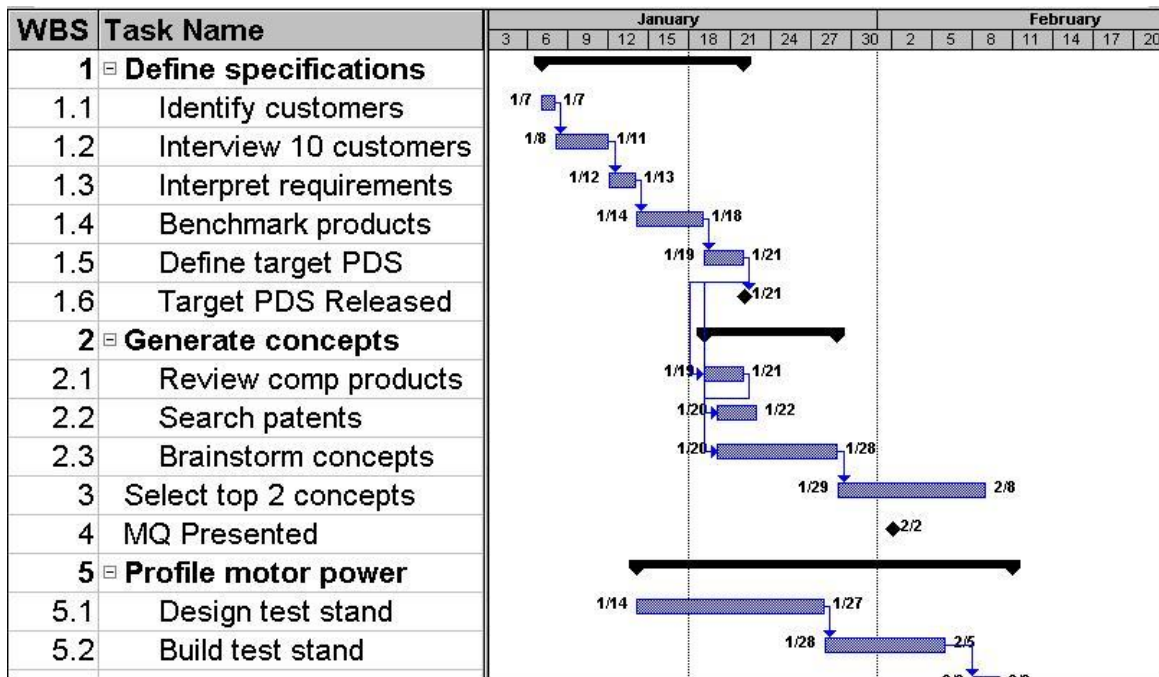 WBS Task Name January February
3 6 9 12 15 18 21 24 27 30 2 5 8 11 14 17 20
1 Define specifications
1.1 Identify customers 1/7 1/7
1.2 Interview 10 customers 1/8 1/11
1.3 Interpret requirements 1/12 1/13
1.4 Benchmark products 1/14 1/18
1.5 Define target PDS 1/19 1/21
1.6 Target PDS Released 1/21
2 Generate concepts
2.1 Review comp products 1/19 1/21
2.2 Search patents 1/20 1/22
2.3 Brainstorm concepts 1/20 1/28
3 Select top 2 concepts 1/29 2/8
4 MQ Presented 2/2
5 Profile motor power
5.1 Design test stand 1/14 1/27
5.2 Build test stand 1/28 2/5